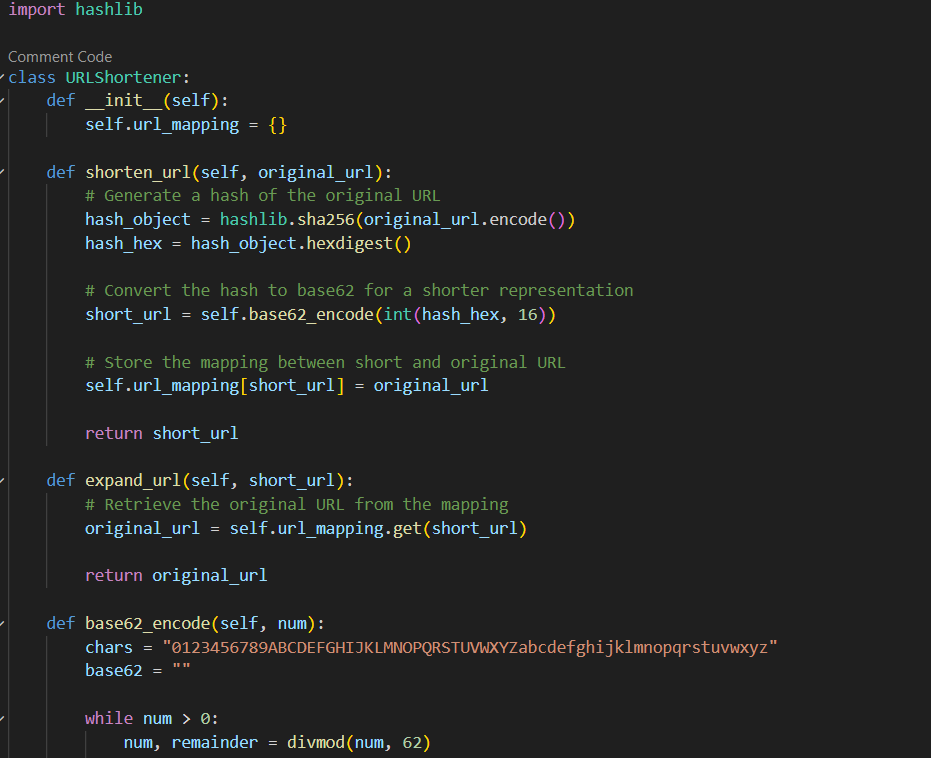 import hashlib
Comment Code
class URLShortener:
    def __init__(self):
        self.url_mapping = {}
    def shorten_url(self, original_url):
        # Generate a hash of the original URL
        hash_object = hashlib.sha256(original_url.encode())
        hash_hex = hash_object.hexdigest()
        # Convert the hash to base62 for a shorter representation
        short_url = self.base62_encode(int(hash_hex, 16))
        # Store the mapping between short and original URL
        self.url_mapping[short_url] = original_url
        return short_url
    def expand_url(self, short_url):
        # Retrieve the original URL from the mapping
        original_url = self.url_mapping.get(short_url)
        return original_url
    def base62_encode(self, num):
        chars = "0123456789ABCDEFGHIJKLMNOPQRSTUVWXYZabcdefghijklmnopqrstuvwxyz"
        base62 = ""
        while num > 0:
            num, remainder = divmod(num, 62)